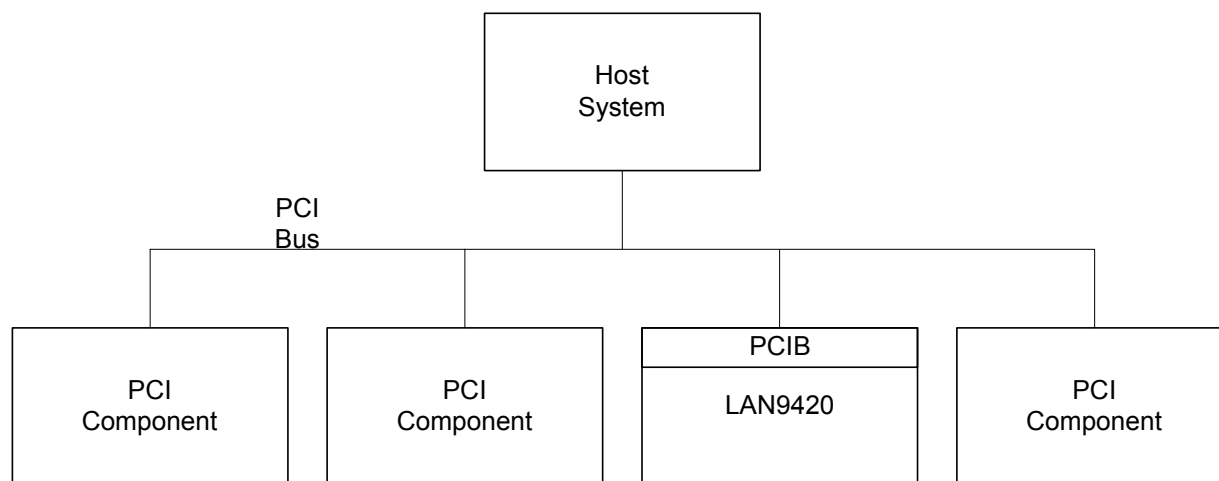 Host
System
PCI
Bus
PCI
Component
PCI
Component
PCIB
LAN9420
PCI
Component